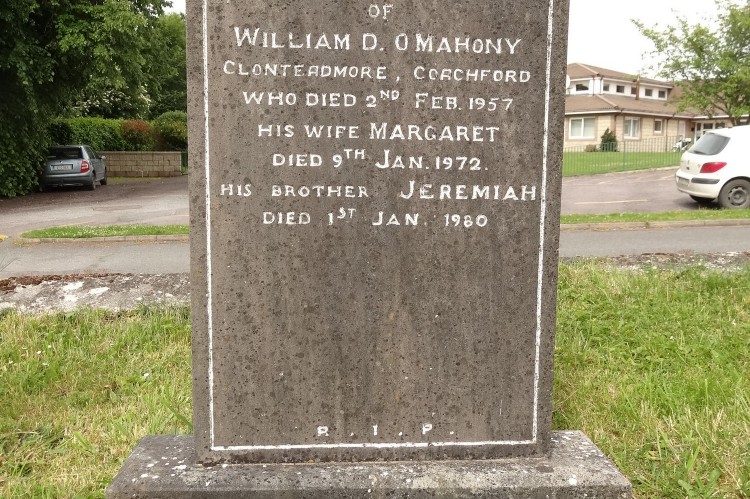 OF
WILLIAM D. O MAHONY
CLONTEADMORE, COACHFORD
WHO DIED 2ND FEB. 1957
HIS WIFE MARGARET
DIED 9TH JAN. 1972.
HIS BROTHER JEREMIAH
DIED 1ST JAN. 1980
R. I. P.